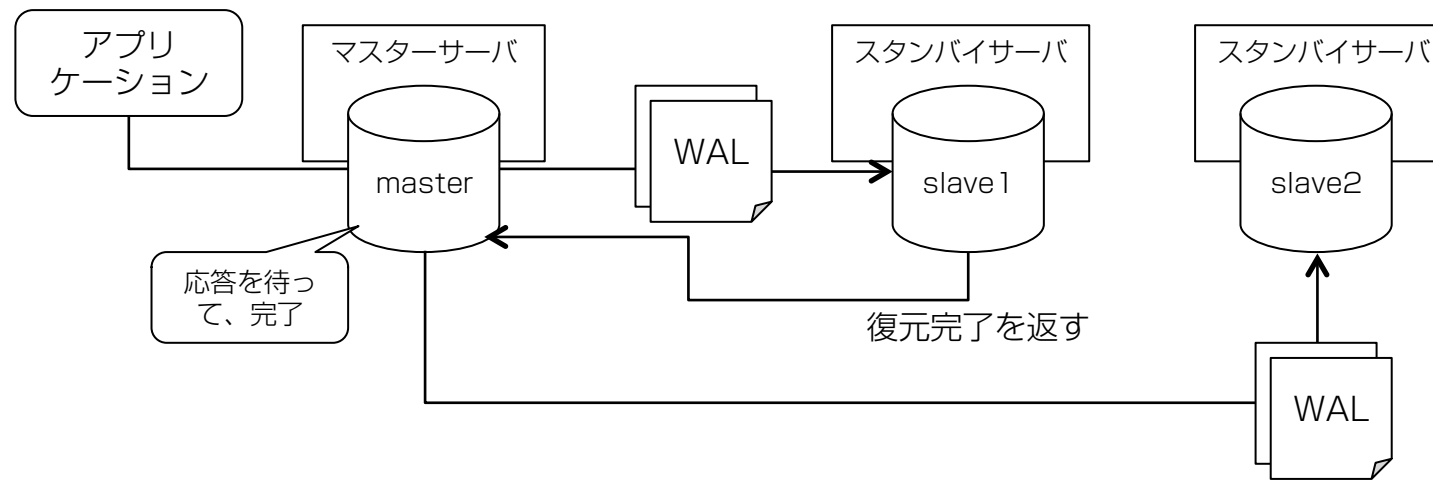 アプリ
ケーション
マスターサーバ
スタンバイサーバ
スタンバイサーバ
WAL
master
slave1
slave2
応答を待っ
て、完了
復元完了を返す
WAL